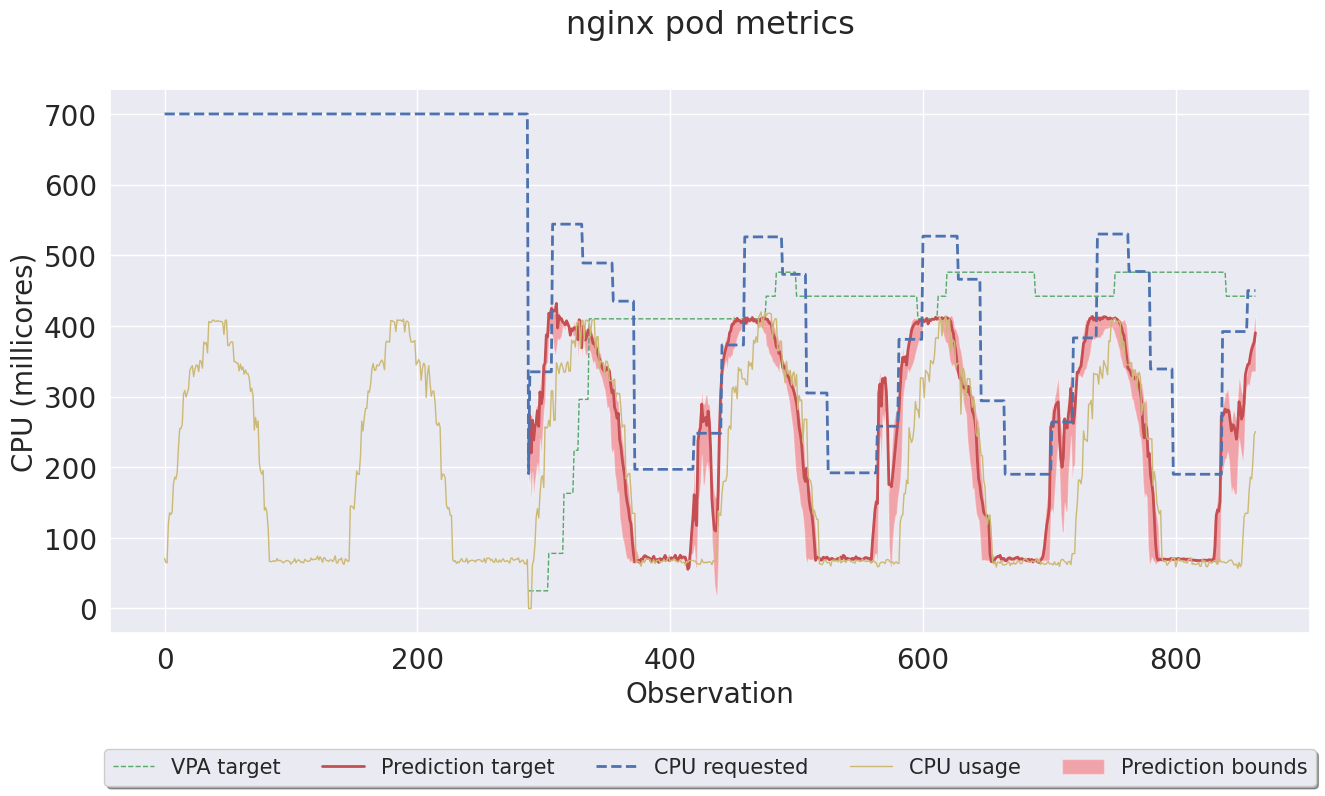 nginx pod metrics
700
600
500
400
300
200
100
0
CPU (millicores)
0 200 400 600 800
Observation
VPA target Prediction target CPU requested CPU usage Prediction bounds